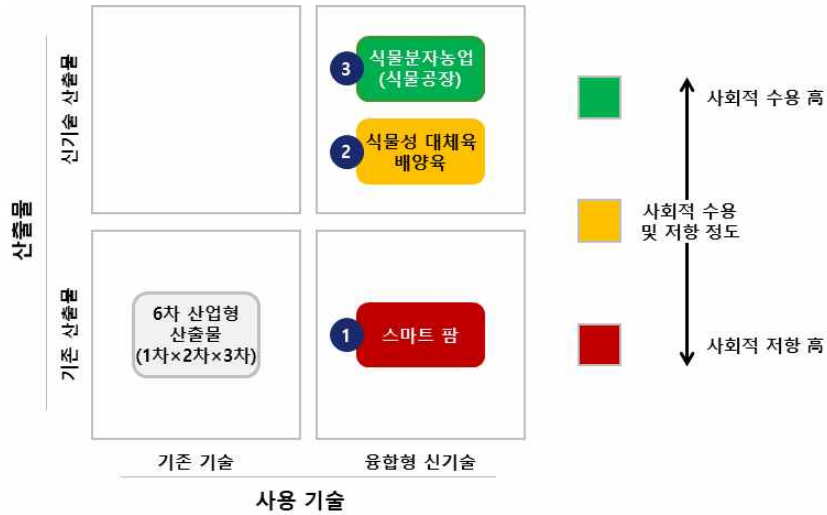 산출물
신기술 산출물
기존 산출물
3
식물분자농업
(식물공장)
2
식물성 대체육
배양육
6차 산업형
산출물
(1차×2차×3차)
1
스마트 팜
기존 기술
융합형 신기술
사용 기술
사회적 수용 高
사회적 수용
및 저항 정도
사회적 저항 高